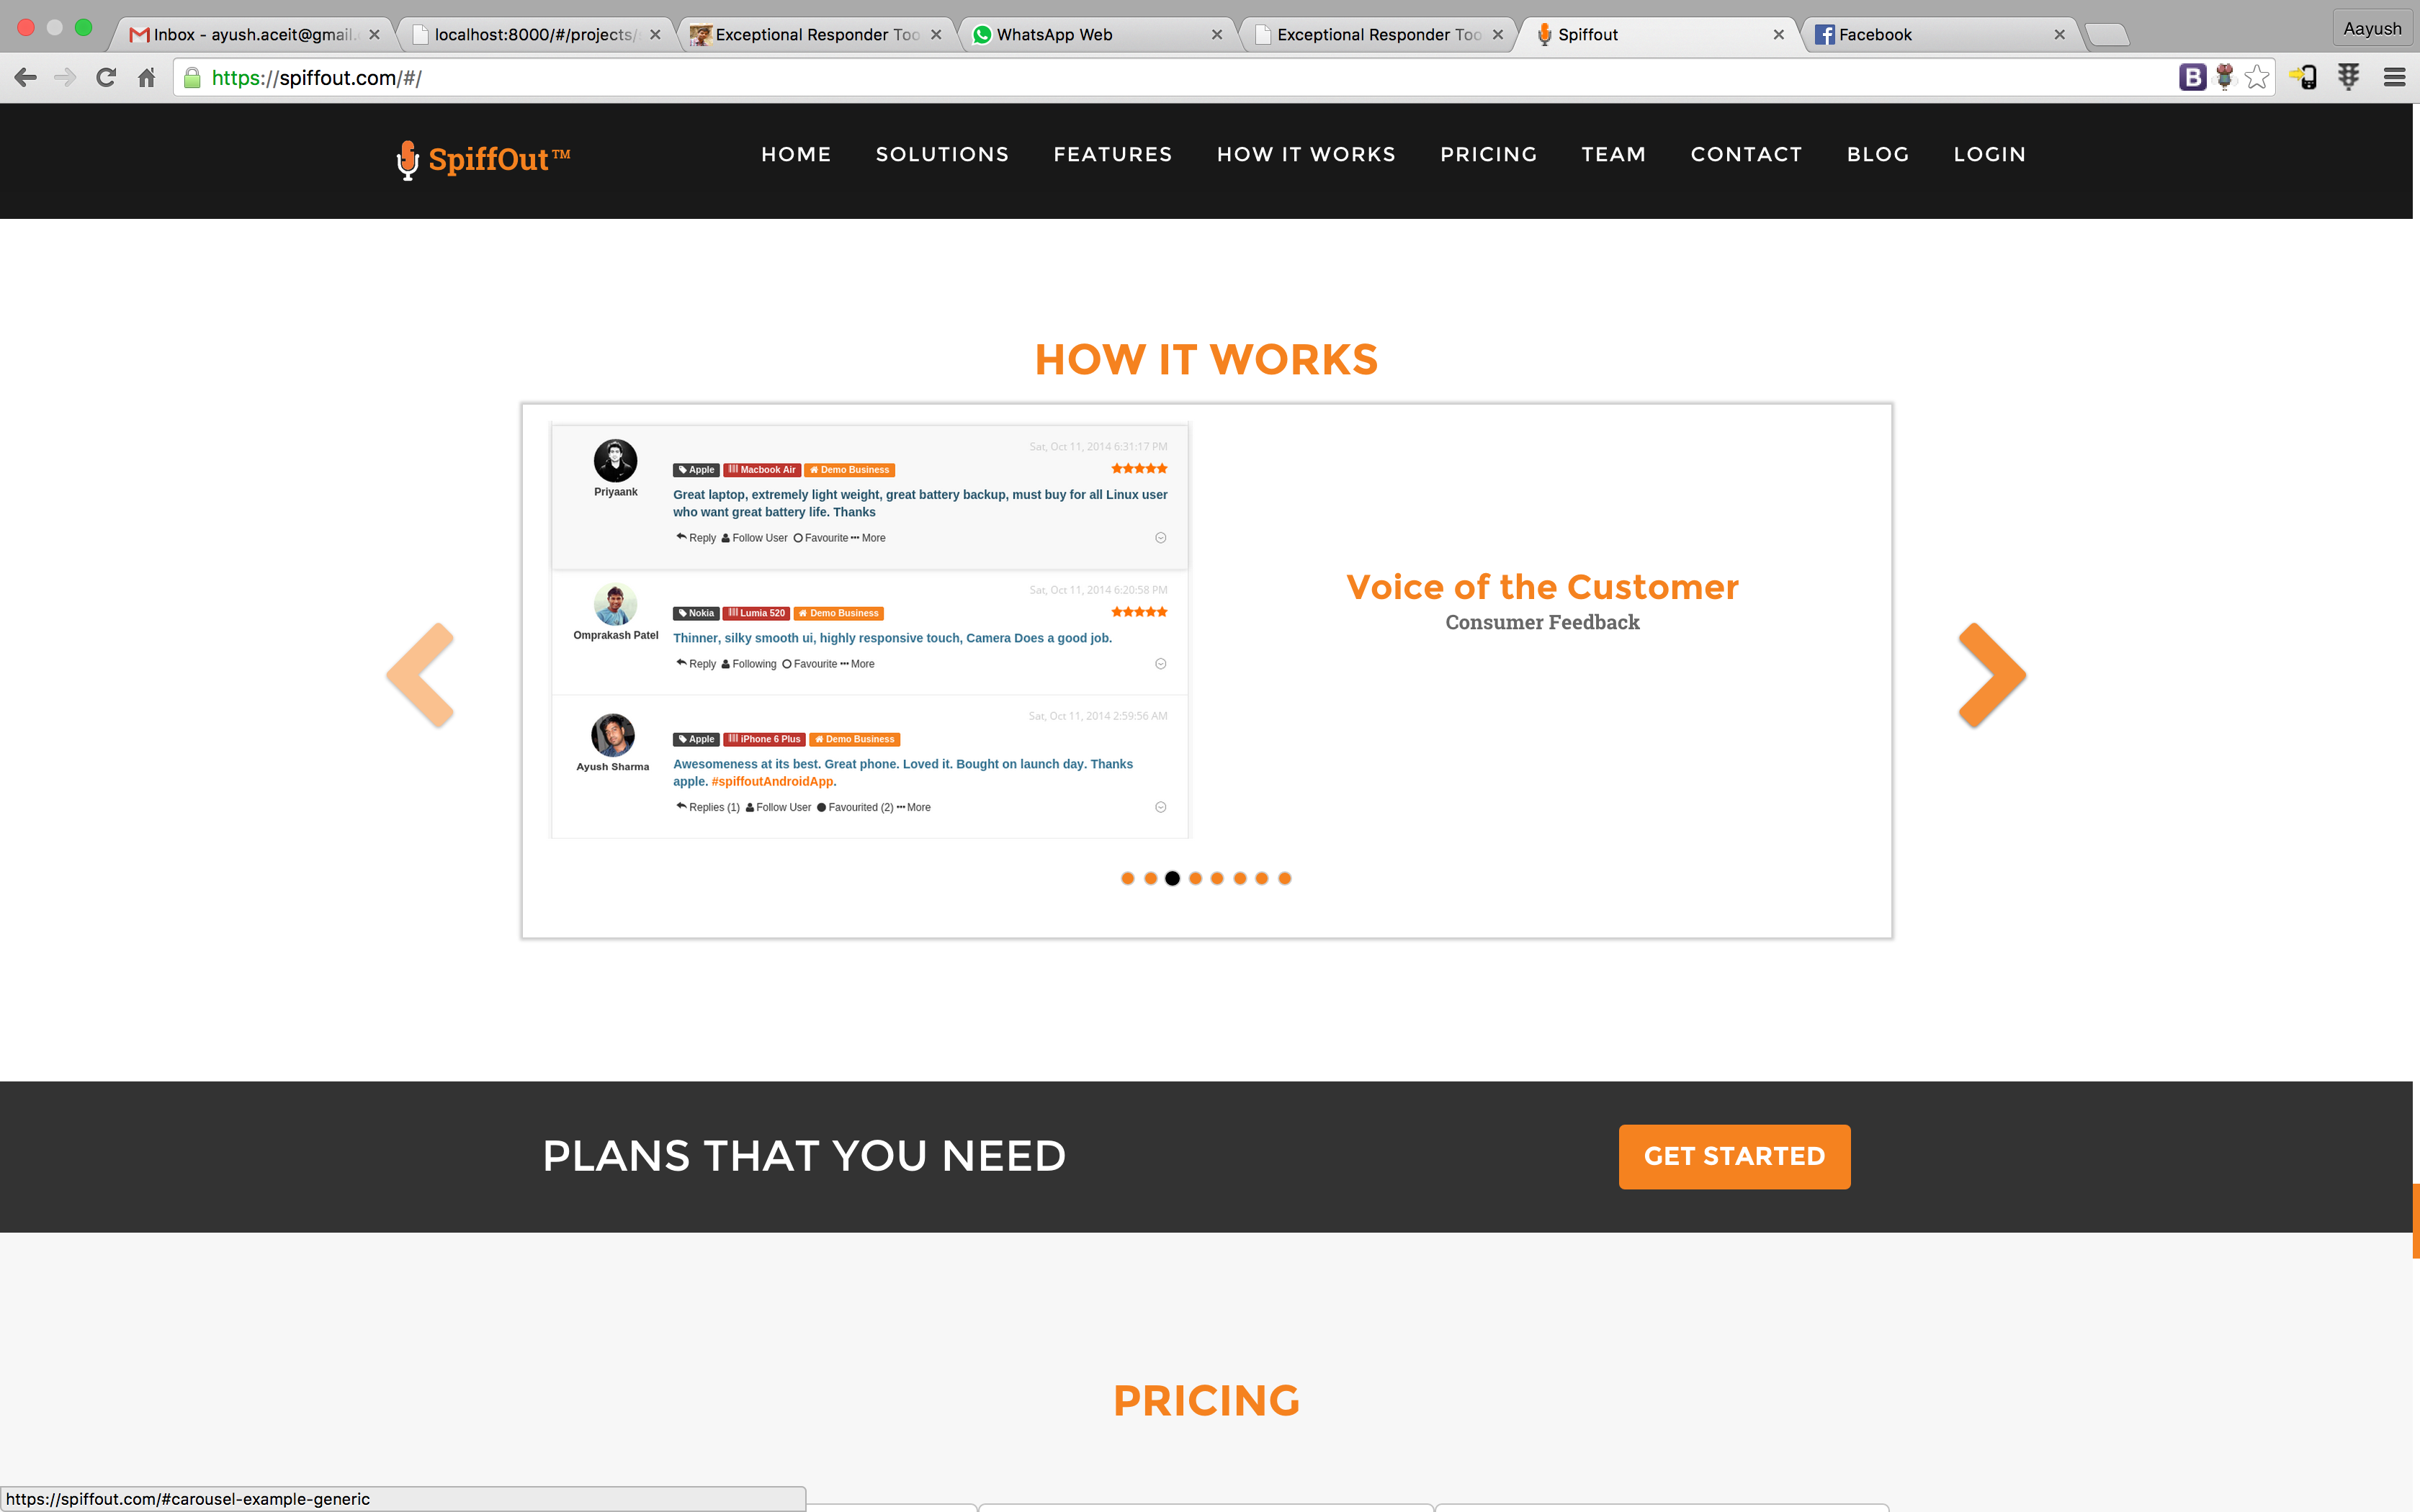 Inbox - ayush.aceit@gmail.
localhost:8000/#/projects/
Exceptional Responder Too
WhatsApp Web
Exceptional Responder Too
Spiffout
Facebook
Aayush
https://spiffout.com/#/
B
SpiffOut™
HOME
SOLUTIONS
FEATURES
HOW IT WORKS
PRICING
TEAM
CONTACT
BLOG
LOGIN
HOW IT WORKS
Sat, Oct 11, 2014 6:31:17 PM
Apple Macbook Air Demo Business
Priyaank
Great laptop, extremely light weight, great battery backup, must buy for all Linux user
who want great battery life. Thanks
Reply Follow User Favourite More
Sat, Oct 11, 2014 6:20:58 PM
Nokia Lumia 520 Demo Business
Omprakash Patel
Thinner, silky smooth ui, highly responsive touch, Camera Does a good job.
Reply Following Favourite More
Sat, Oct 11, 2014 2:59:56 AM
Apple iPhone 6 Plus Demo Business
Ayush Sharma
Awesomeness at its best. Great phone. Loved it. Bought on launch day. Thanks
apple. #spiffoutAndroidApp.
Replies (1) Follow User Favourited (2) More
Voice of the Customer
Consumer Feedback
PLANS THAT YOU NEED
GET STARTED
PRICING
https://spiffout.com/#carousel-example-generic